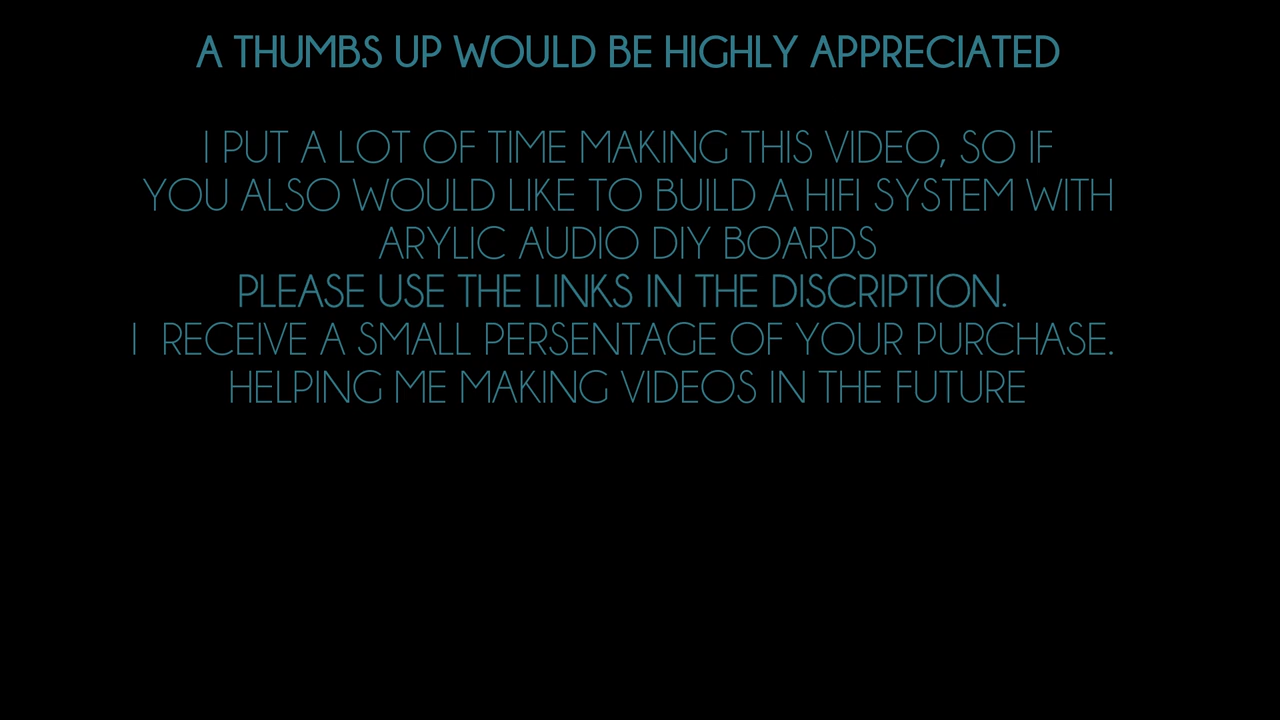 A THUMBS UP WOULD BE HIGHLY APPRECIATED
I PUT A LOT OF TIME MAKING THIS VIDEO, SO IF
YOU ALSO WOULD LIKE TO BUILD A HIFI SYSTEM WITH
ARYLIC AUDIO DIY BOARDS
PLEASE USE THE LINKS IN THE DISCRIPTION.
I RECEIVE A SMALL PERSENTAGE OF YOUR PURCHASE.
HELPING ME MAKING VIDEOS IN THE FUTURE